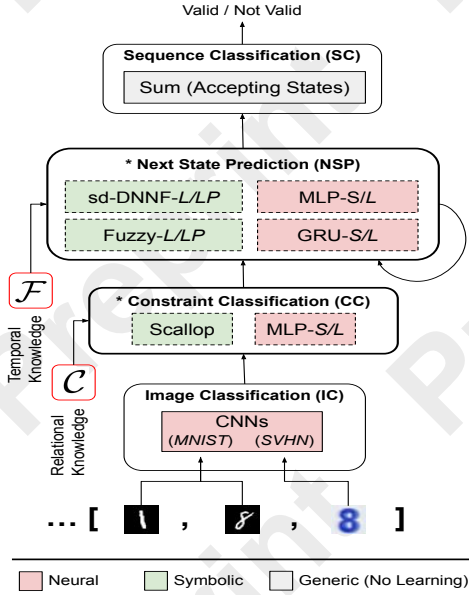 Valid / Not Valid
Sequence Classification (SC)
Sum (Accepting States)
* Next State Prediction (NSP)
sd-DNNF-L/LP
MLP-S/L
Fuzzy-L/LP
GRU-S/L
F
Temporal
Knowledge
* Constraint Classification (CC)
Scallop
MLP-S/L
C
Relational
Knowledge
Image Classification (IC)
CNNs
(MNIST) (SVHN)
... [ 1 , 8 , 8 ]
Neural
Symbolic
Generic (No Learning)
Preprint